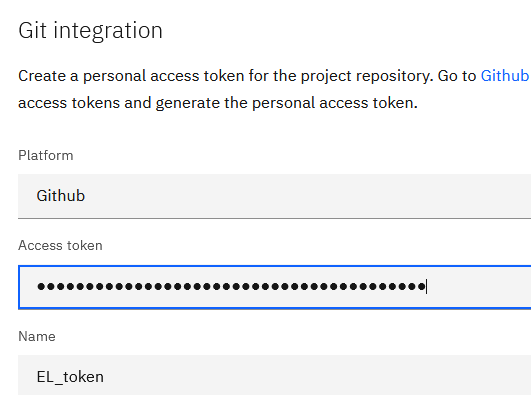 Git integration
Create a personal access token for the project repository. Go to Github
access tokens and generate the personal access token.
Platform
Github
Access token
••••••••••••••••••••••••••••••••••••••••
Name
EL_token